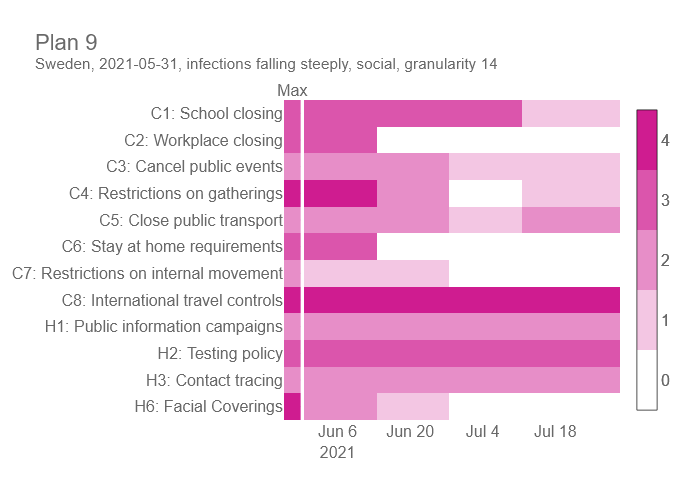 Plan 9
Sweden, 2021-05-31, infections falling steeply, social, granularity 14
Max
C1: School closing
C2: Workplace closing
C3: Cancel public events
C4: Restrictions on gatherings
C5: Close public transport
C6: Stay at home requirements
C7: Restrictions on internal movement
C8: International travel controls
H1: Public information campaigns
H2: Testing policy
H3: Contact tracing
H6: Facial Coverings
Jun 6
2021
Jun 20
Jul 4
Jul 18
4
3
2
1
0